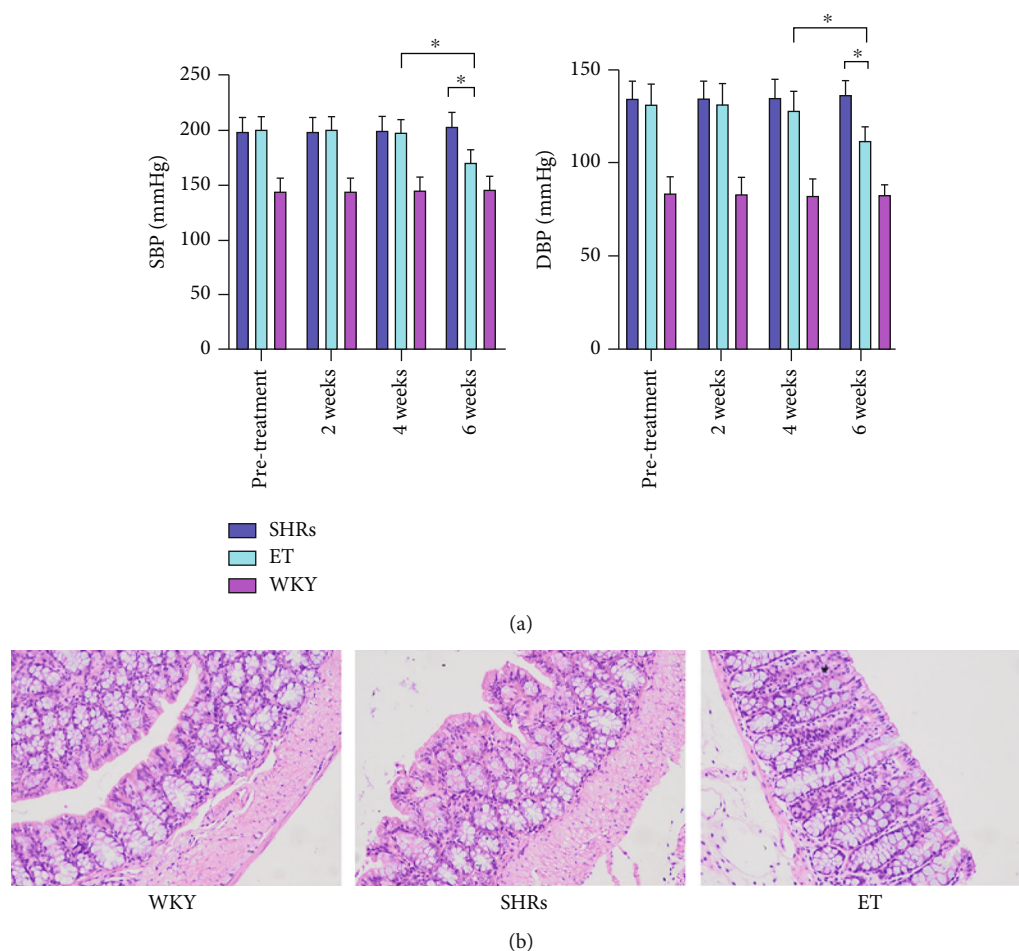 *
*
200
250
150
100
50
0
SBP (mmHg)
Pre-treatment
2 weeks
4 weeks
6 weeks
*
*
150
100
50
0
DBP (mmHg)
Pre-treatment
2 weeks
4 weeks
6 weeks
SHRs
ET
WKY
(a)
WKY
SHRs
ET
(b)